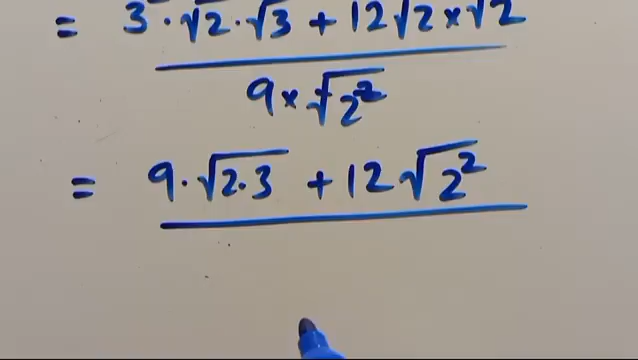 = 3 · √2 · √3 + 12√2 × √2
9 × √2²
= 9 · √2·3 + 12 √2²